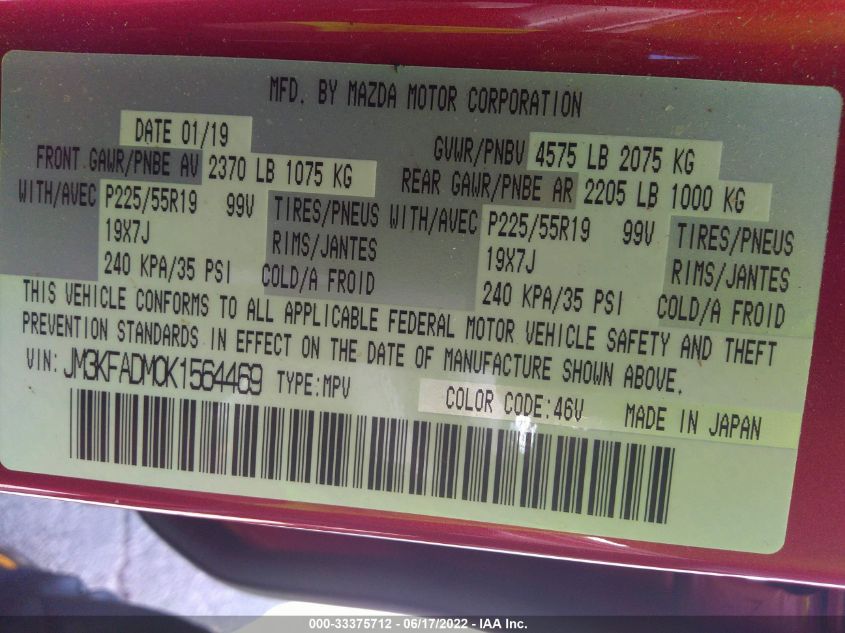 MFD. BY MAZDA MOTOR CORPORATION
DATE 01/19
GVWR/PNBV 4575 LB 2075 KG
FRONT GAWR/PNBE AV 2370 LB 1075 KG
REAR GAWR/PNBE AR 2205 LB 1000 KG
WITH/AVEC P225/55R19 99V TIRES/PNEUS
19X7J RIMS/JANTES
240 KPA/35 PSI COLD/A FROID
WITH/AVEC P225/55R19 99V TIRES/PNEUS
19X7J RIMS/JANTES
240 KPA/35 PSI COLD/A FROID
THIS VEHICLE CONFORMS TO ALL APPLICABLE FEDERAL MOTOR VEHICLE SAFETY AND THEFT
PREVENTION STANDARDS IN EFFECT ON THE DATE OF MANUFACTURE SHOWN ABOVE.
VIN: JM3KFADM0K1564469 TYPE:MPV
COLOR CODE:46V MADE IN JAPAN
000-33375712 - 06/17/2022 - IAA Inc.